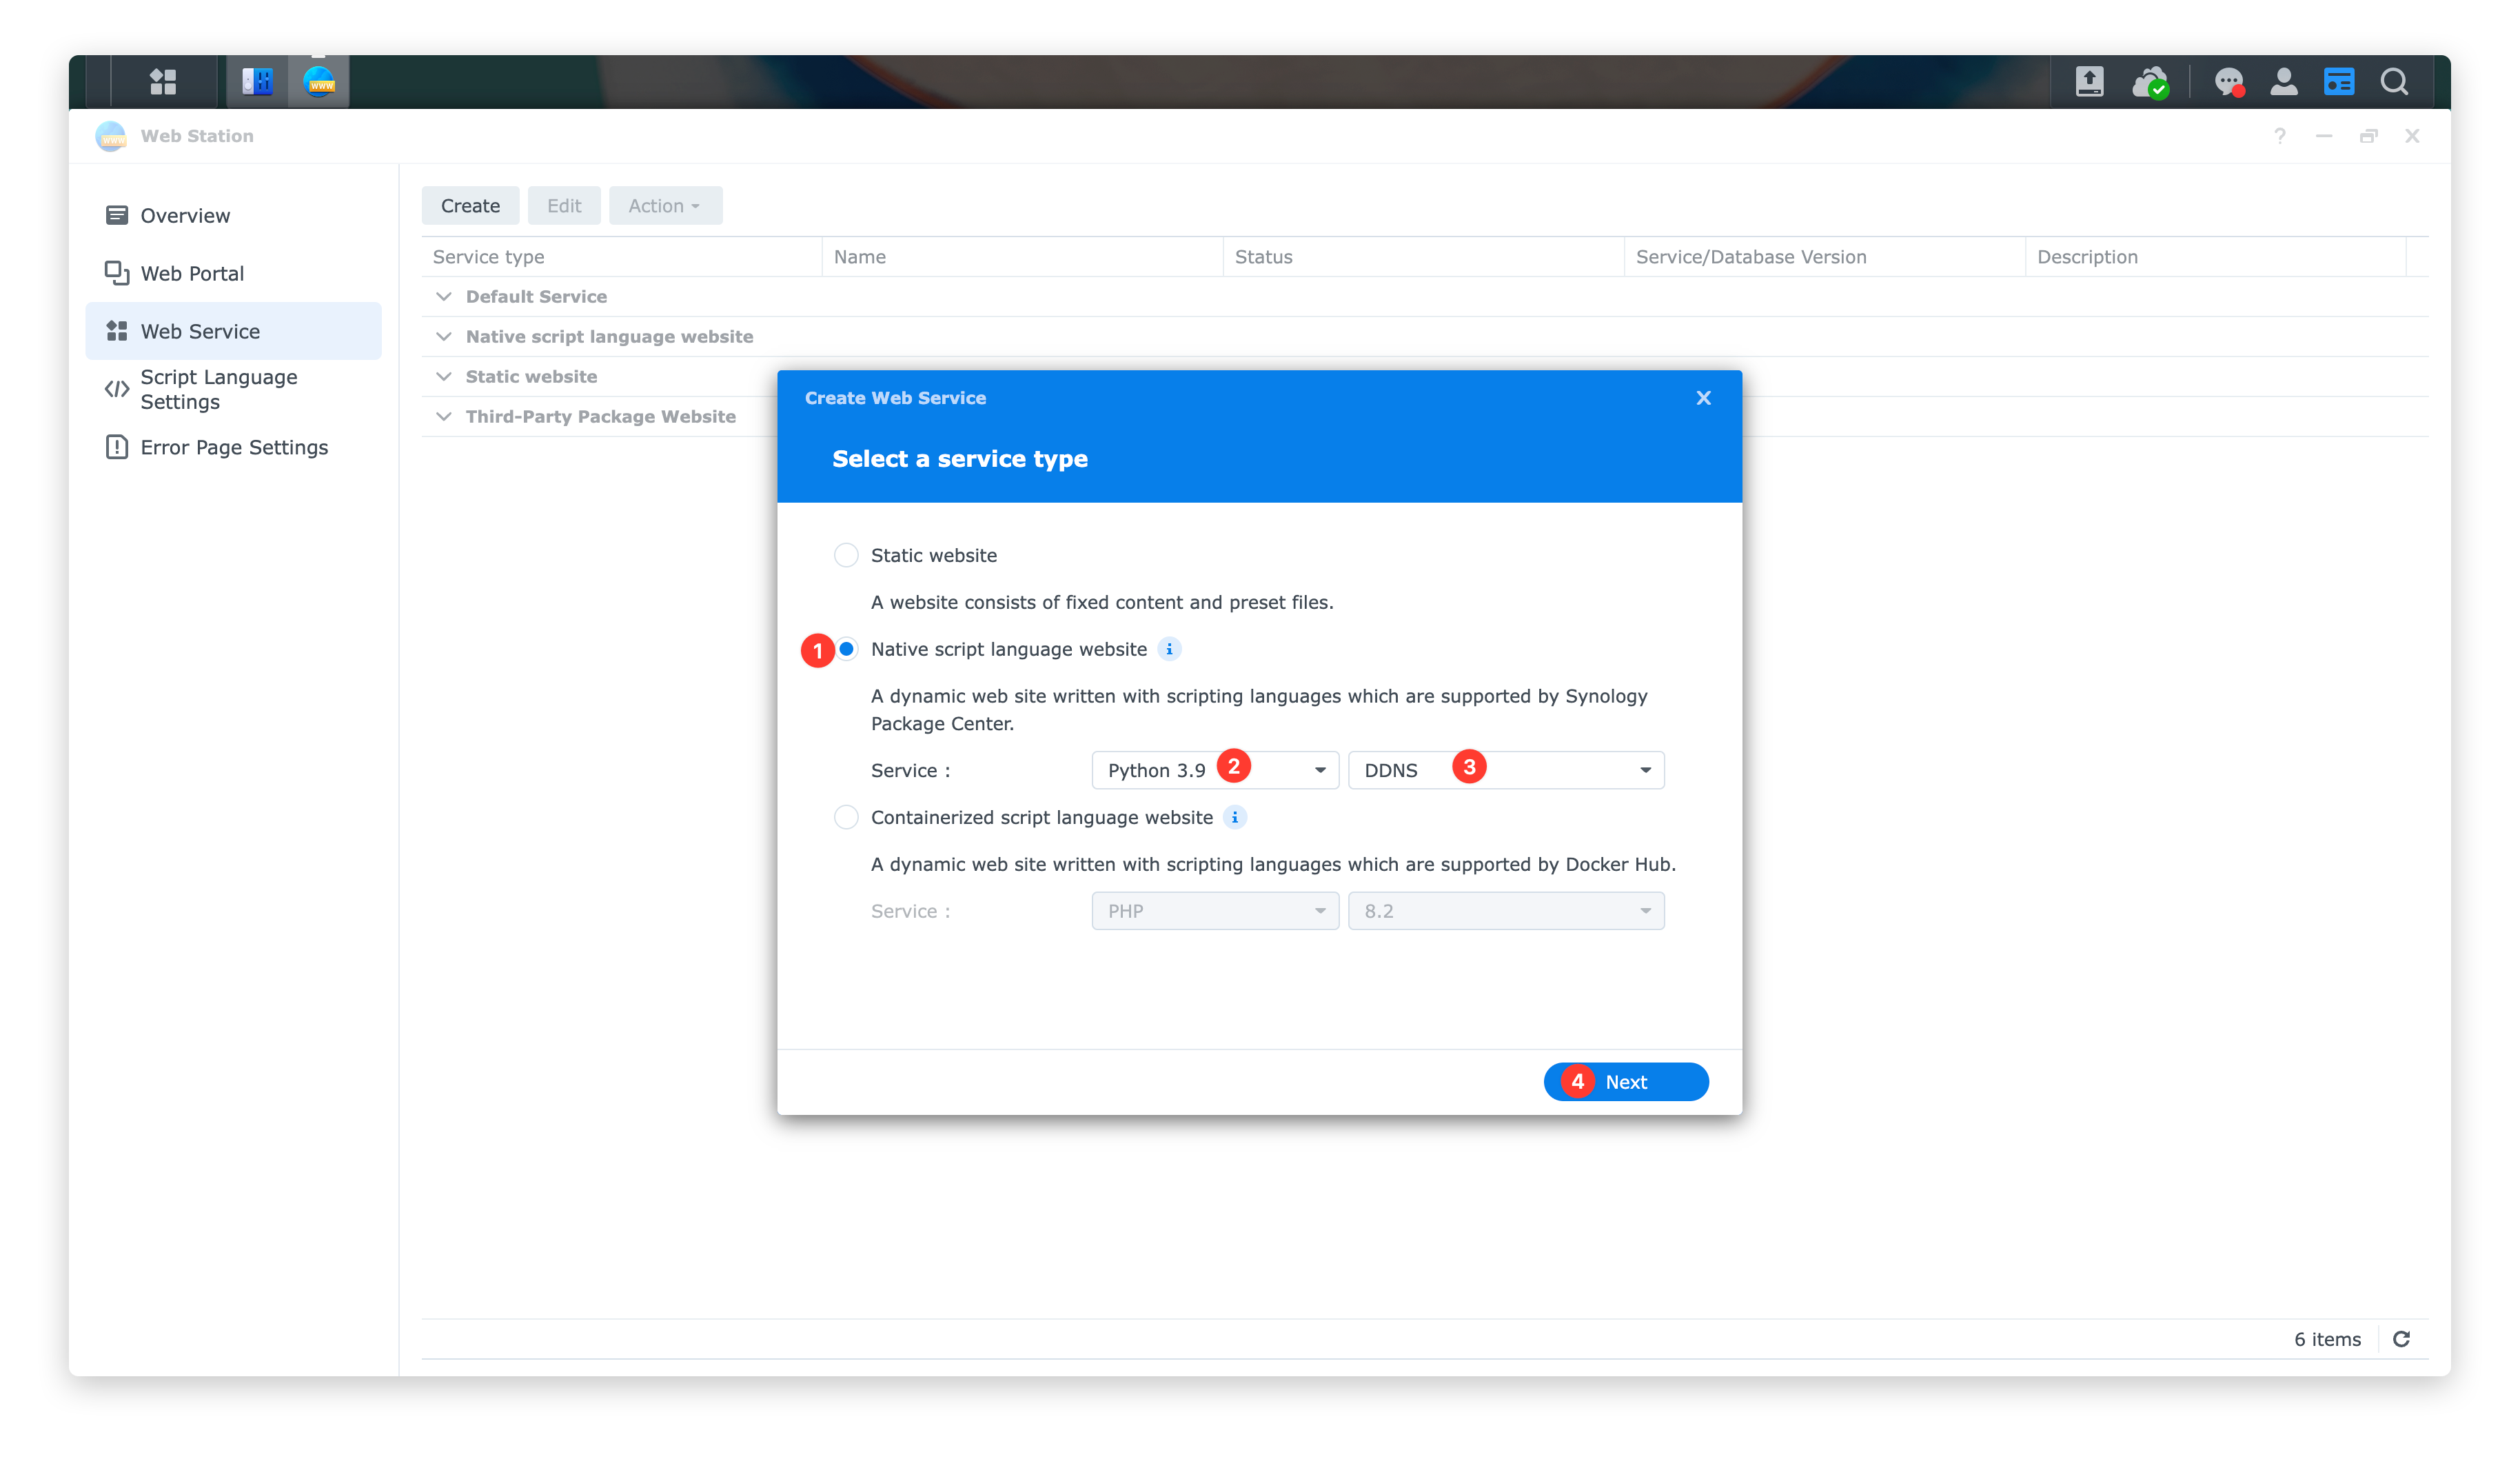 www
Web Station
?
Overview
Web Portal
Web Service
Script Language
Settings
Error Page Settings
Create
Edit
Action
Service type
Name
Status
Service/Database Version
Description
Default Service
Native script language website
Static website
Third-Party Package Website
Create Web Service
Select a service type
Static website
A website consists of fixed content and preset files.
1
Native script language website
A dynamic web site written with scripting languages which are supported by Synology
Package Center.
Service :
Python 3.9
2
DDNS
3
Containerized script language website
A dynamic web site written with scripting languages which are supported by Docker Hub.
Service :
PHP
8.2
4 Next
6 items